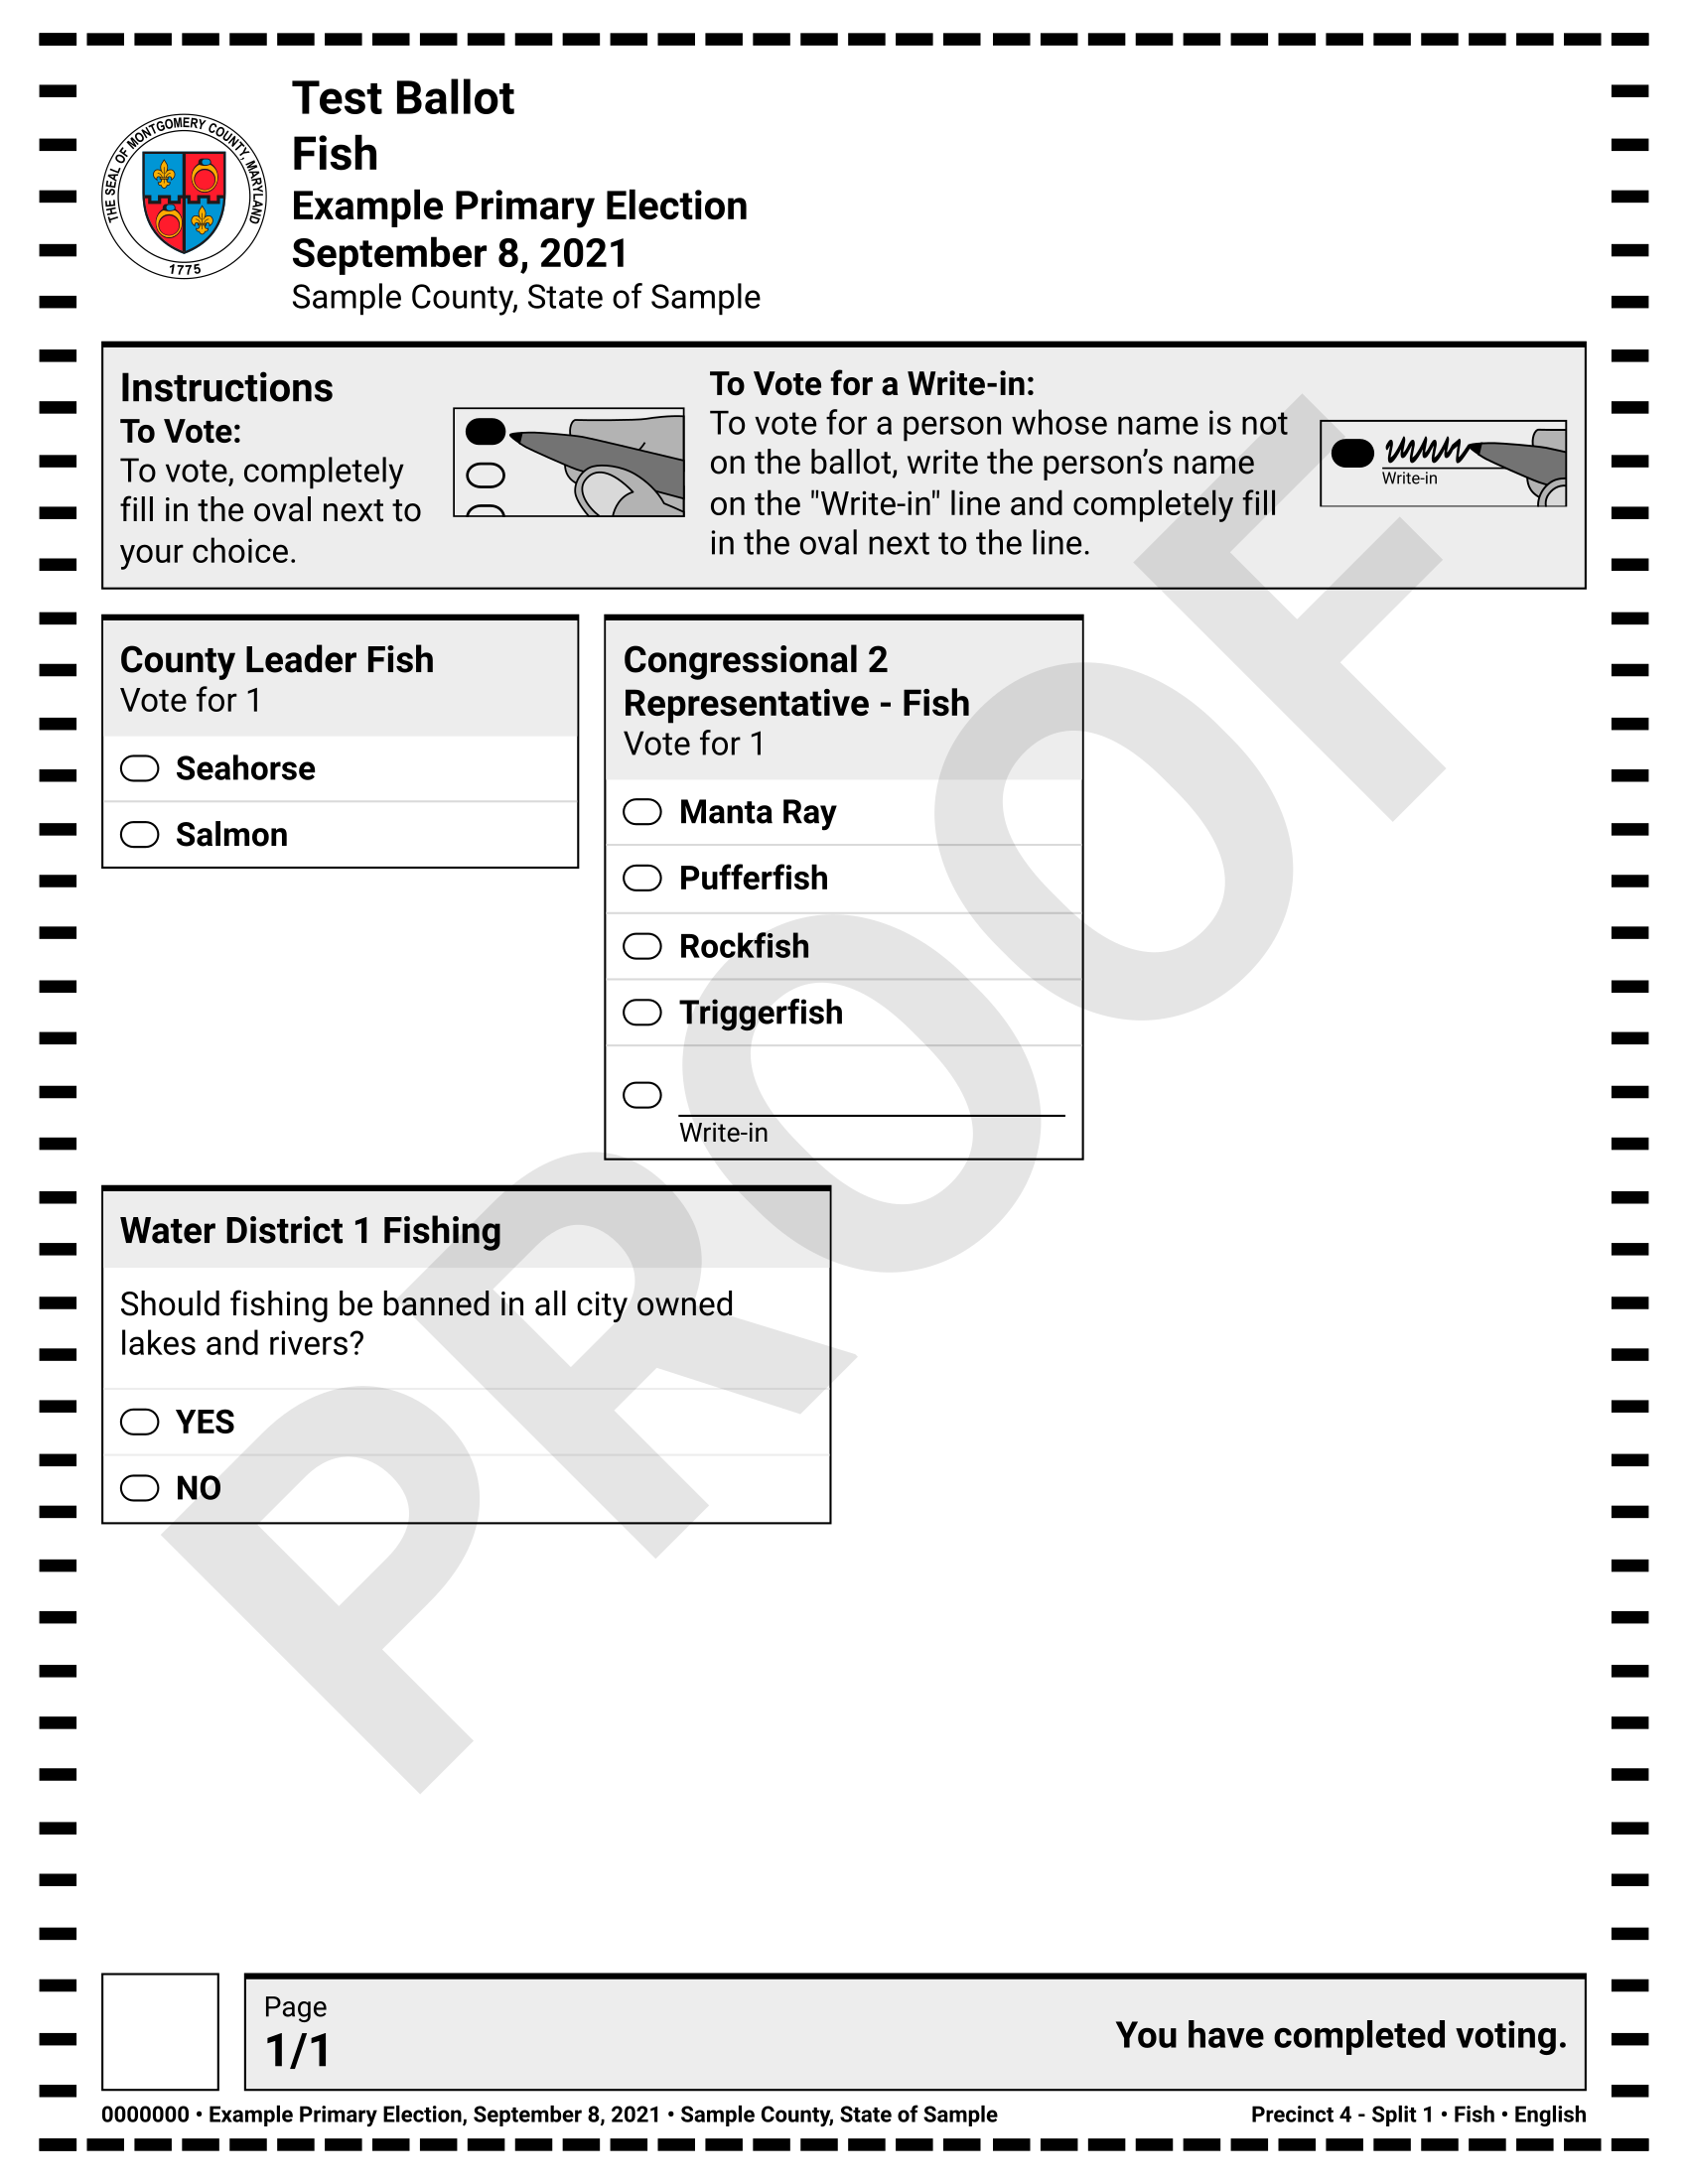 Test Ballot
Fish
Example Primary Election
September 8, 2021
Sample County, State of Sample
THE SEAL OF MONTGOMERY COUNTY, MARYLAND
1775
Instructions
To Vote:
To vote, completely
fill in the oval next to
your choice.
To Vote for a Write-in:
To vote for a person whose name is not
on the ballot, write the person’s name
on the "Write-in" line and completely fill
in the oval next to the line.
Write-in
County Leader Fish
Vote for 1
Seahorse
Salmon
Congressional 2
Representative - Fish
Vote for 1
Manta Ray
Pufferfish
Rockfish
Triggerfish
Write-in
Water District 1 Fishing
Should fishing be banned in all city owned
lakes and rivers?
YES
NO
PROOF
Page
1/1
You have completed voting.
0000000 • Example Primary Election, September 8, 2021 • Sample County, State of Sample
Precinct 4 - Split 1 • Fish • English